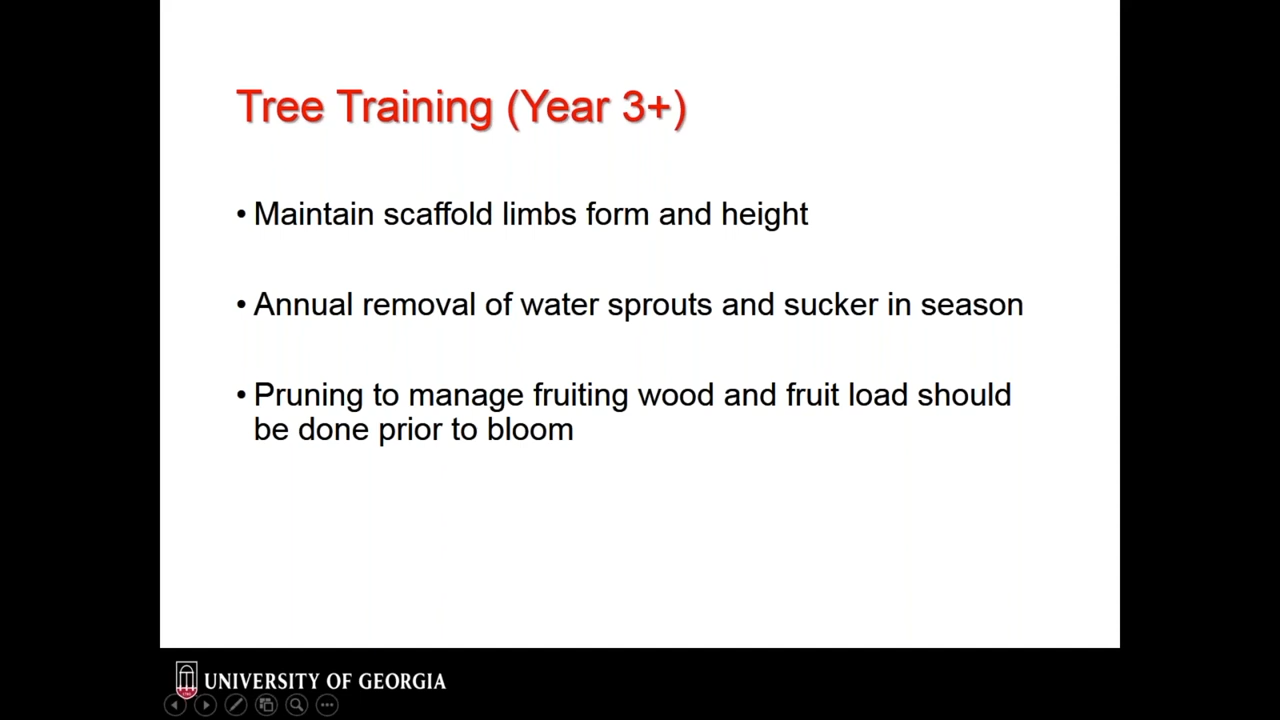 Tree Training (Year 3+)
• Maintain scaffold limbs form and height
• Annual removal of water sprouts and sucker in season
• Pruning to manage fruiting wood and fruit load should
be done prior to bloom
UNIVERSITY OF GEORGIA